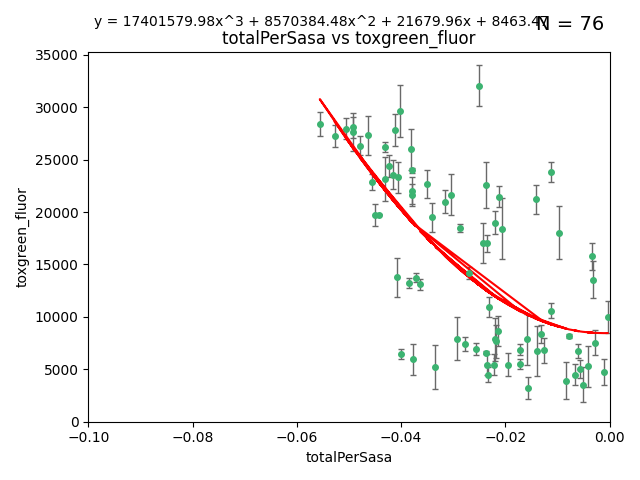 y = 17401579.98x^3 + 8570384.48x^2 + 21679.96x + 8463.47
N = 76
totalPerSasa vs toxgreen_fluor
35000
30000
25000
20000
15000
10000
5000
0
toxgreen_fluor
−0.10
−0.08
−0.06
−0.04
−0.02
0.00
totalPerSasa